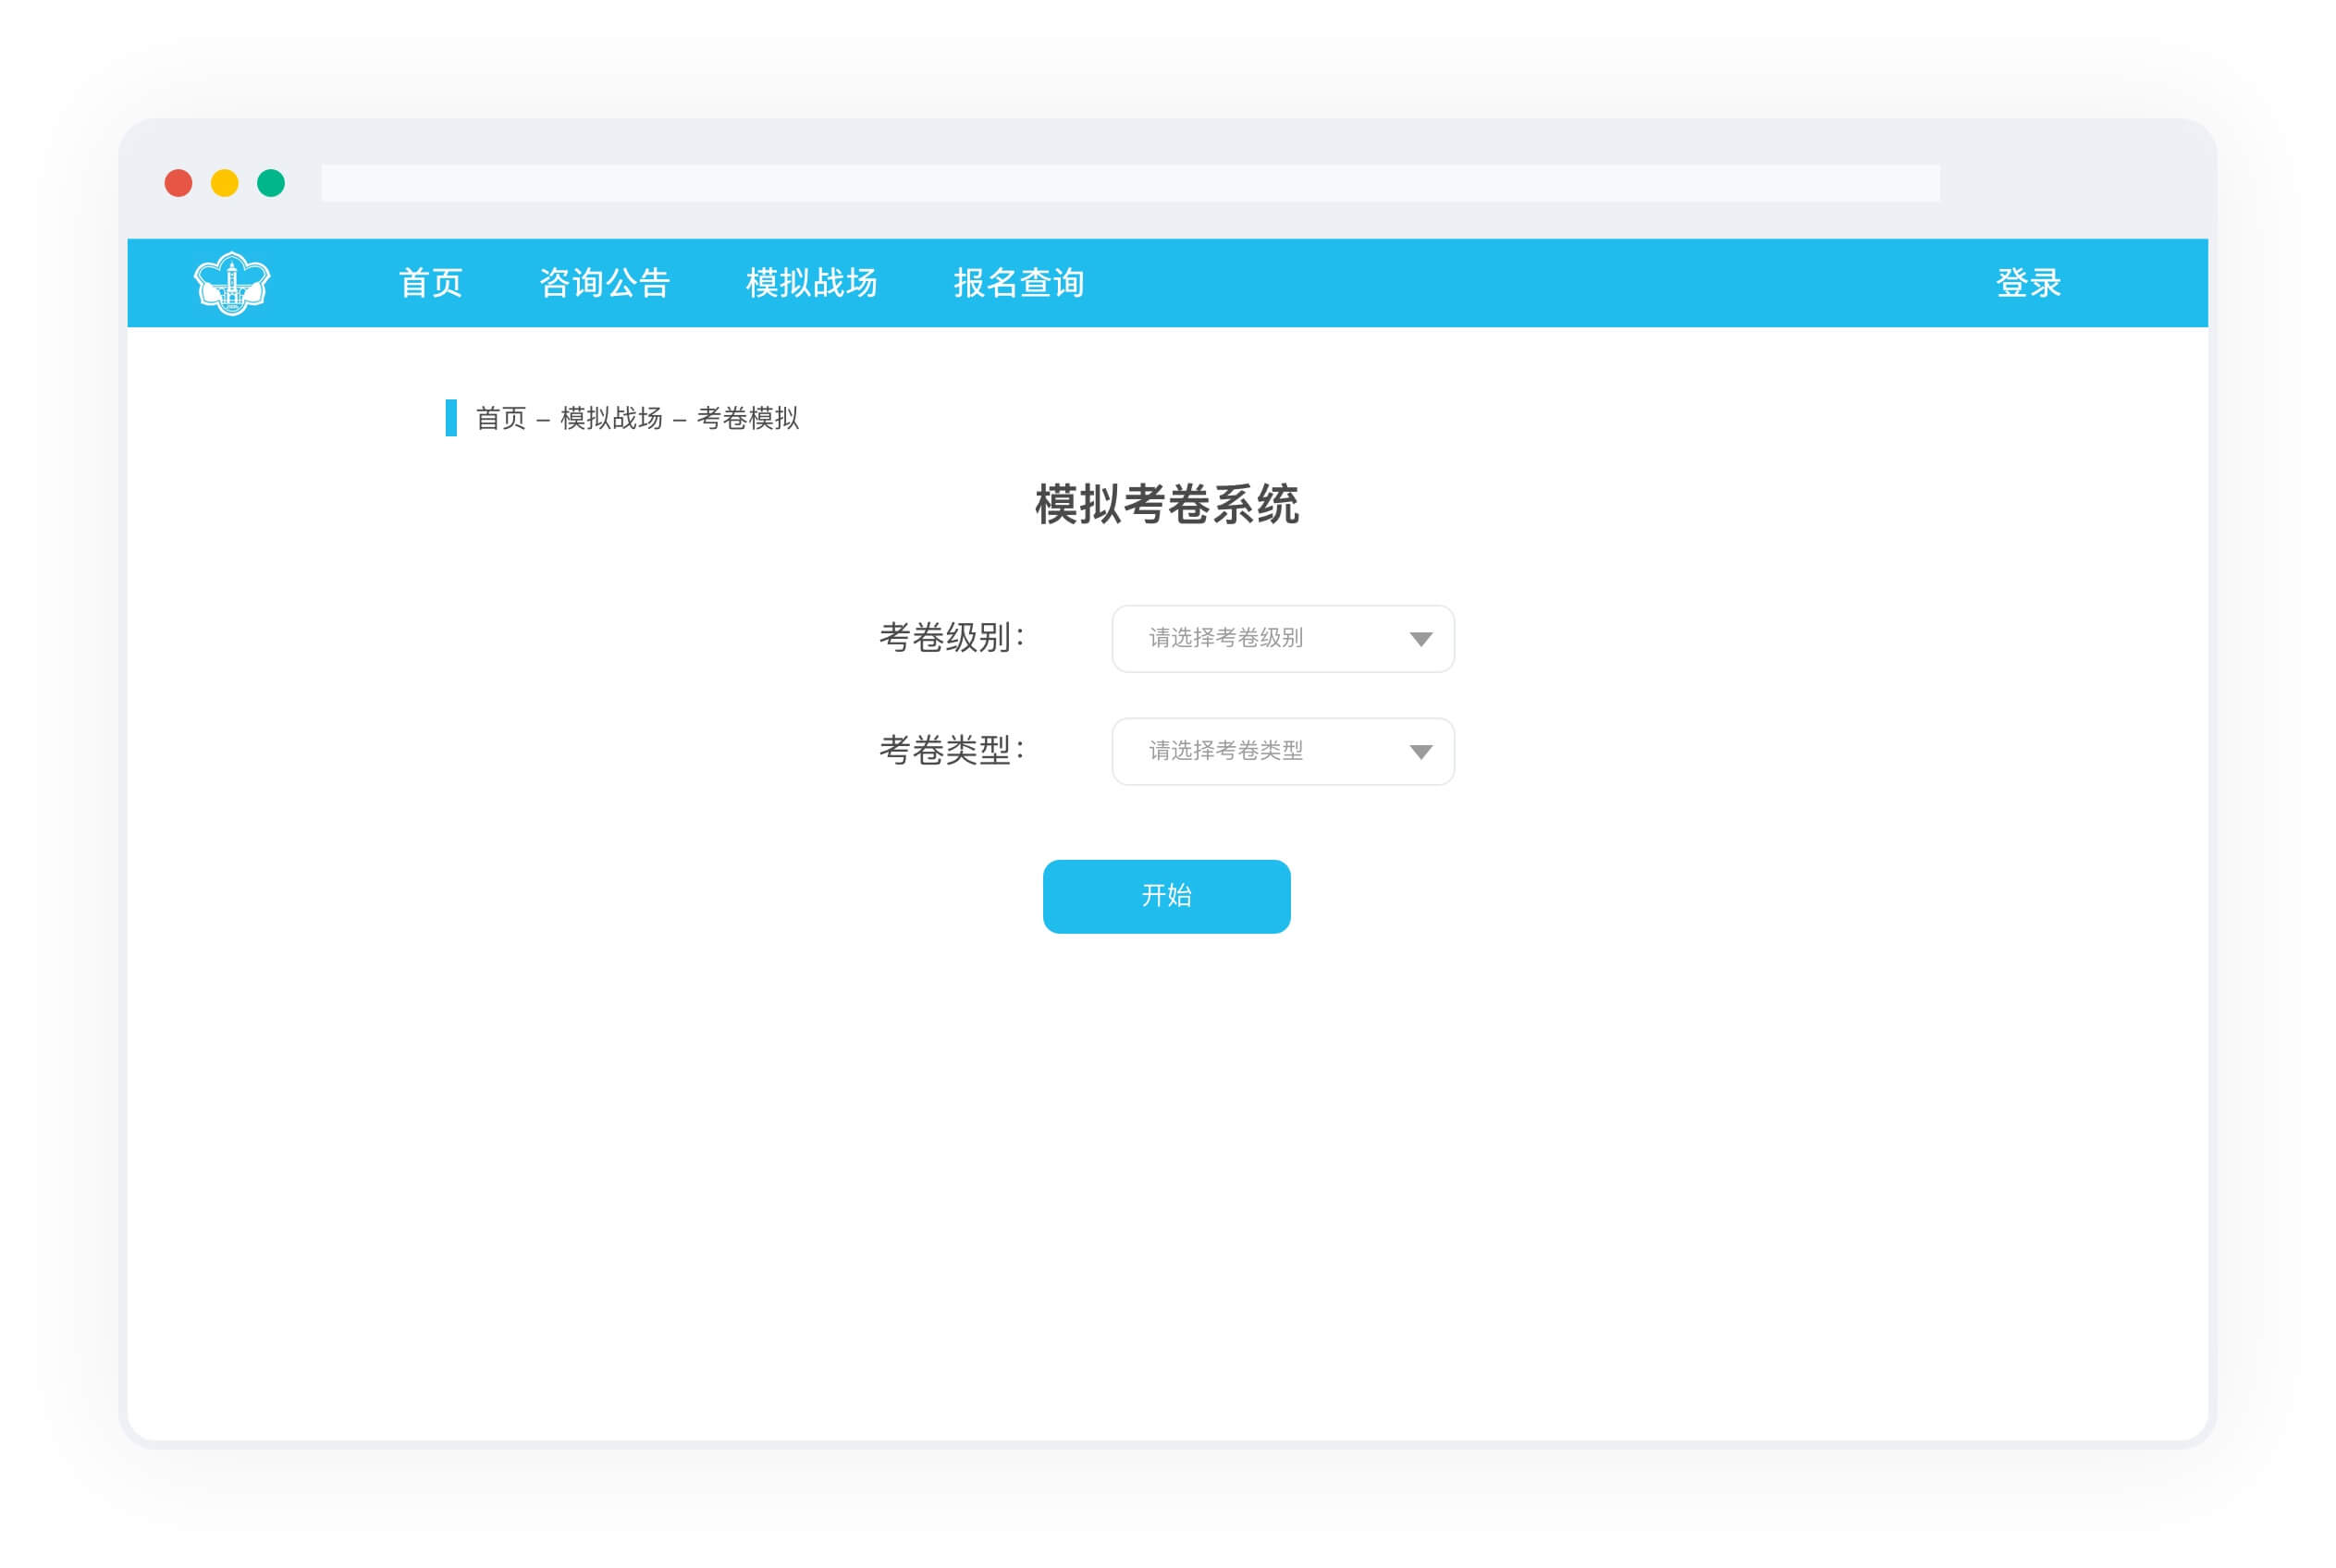 首页 咨询公告 模拟战场 报名查询 登录
首页 – 模拟战场 – 考卷模拟
模拟考卷系统
考卷级别： 请选择考卷级别
考卷类型： 请选择考卷类型
开始